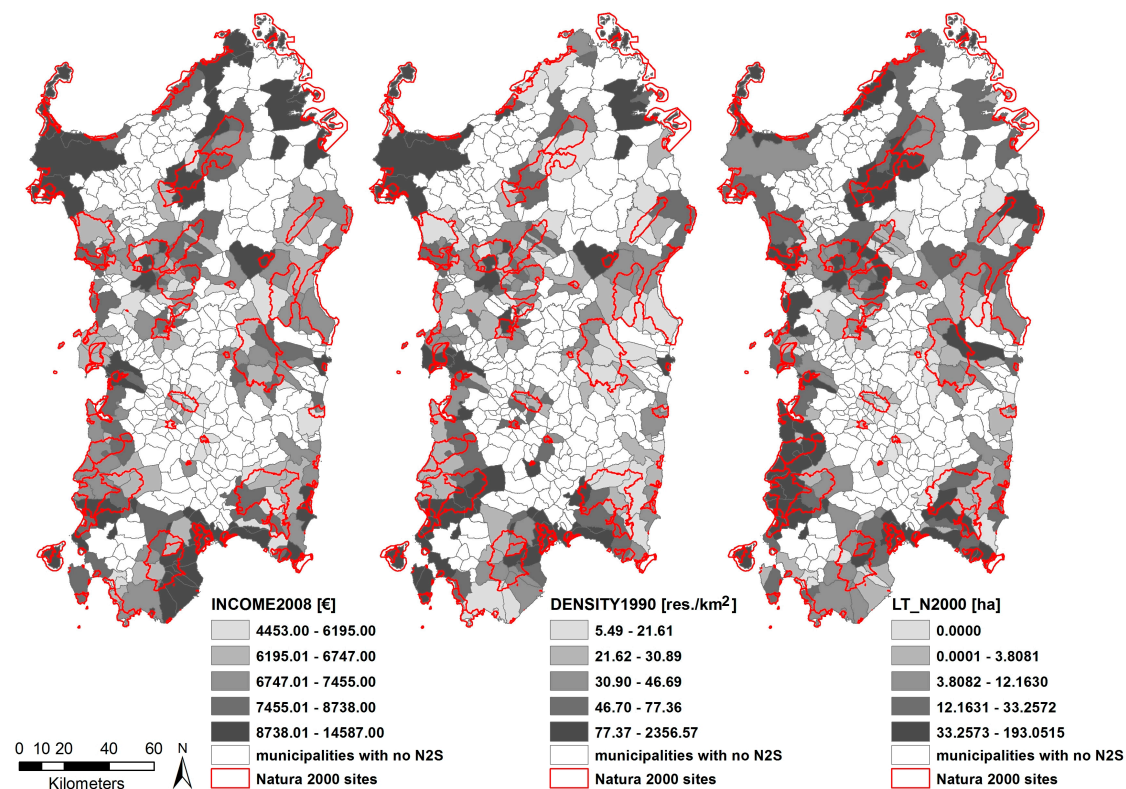 INCOME2008 [€]
4453.00 - 6195.00
6195.01 - 6747.00
6747.01 - 7455.00
7455.01 - 8738.00
8738.01 - 14587.00
municipalities with no N2S
Natura 2000 sites
DENSITY1990 [res./km²]
5.49 - 21.61
21.62 - 30.89
30.90 - 46.69
46.70 - 77.36
77.37 - 2356.57
municipalities with no N2S
Natura 2000 sites
LT_N2000 [ha]
0.0000
0.0001 - 3.8081
3.8082 - 12.1630
12.1631 - 33.2572
33.2573 - 193.0515
municipalities with no N2S
Natura 2000 sites
0 10 20 40 60
Kilometers
N